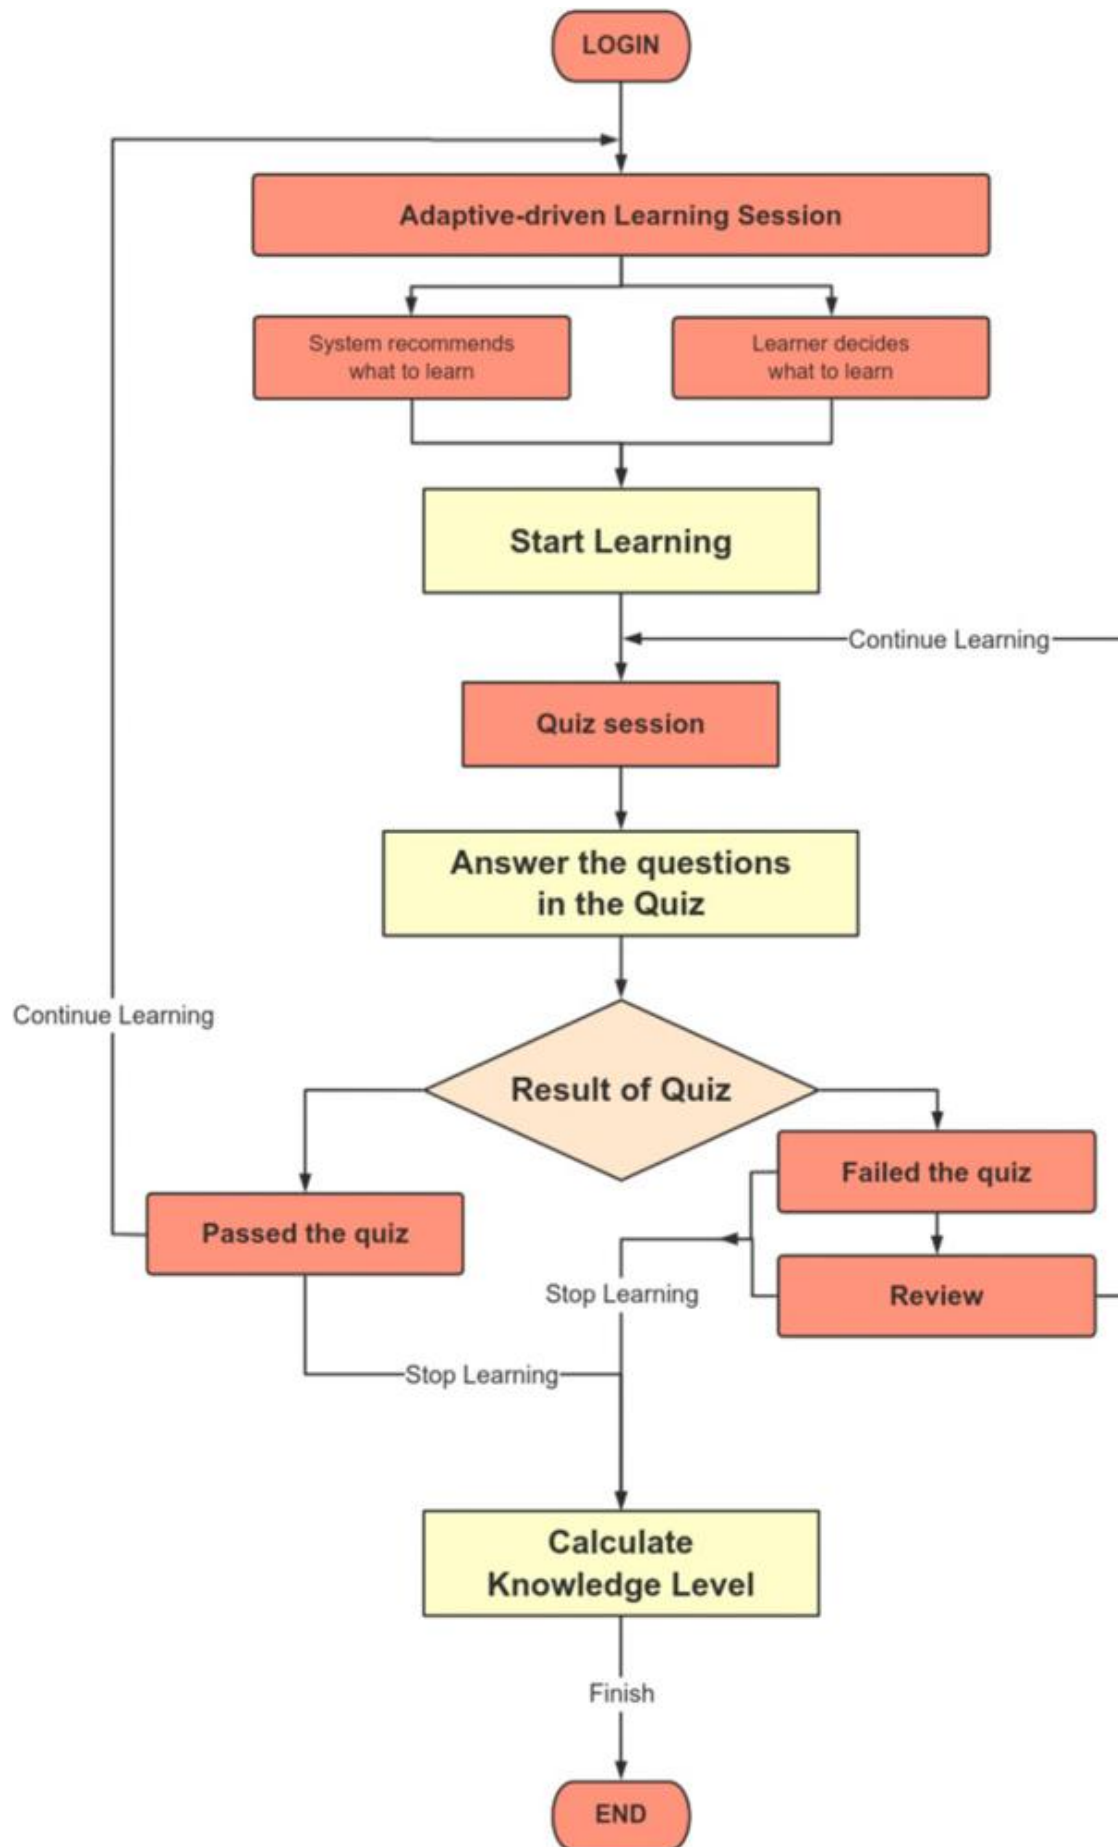 LOGIN
Adaptive-driven Learning Session
System recommends
what to learn
Learner decides
what to learn
Start Learning
Continue Learning
Quiz session
Answer the questions
in the Quiz
Continue Learning
Result of Quiz
Failed the quiz
Passed the quiz
Stop Learning
Review
Stop Learning
Calculate
Knowledge Level
Finish
END